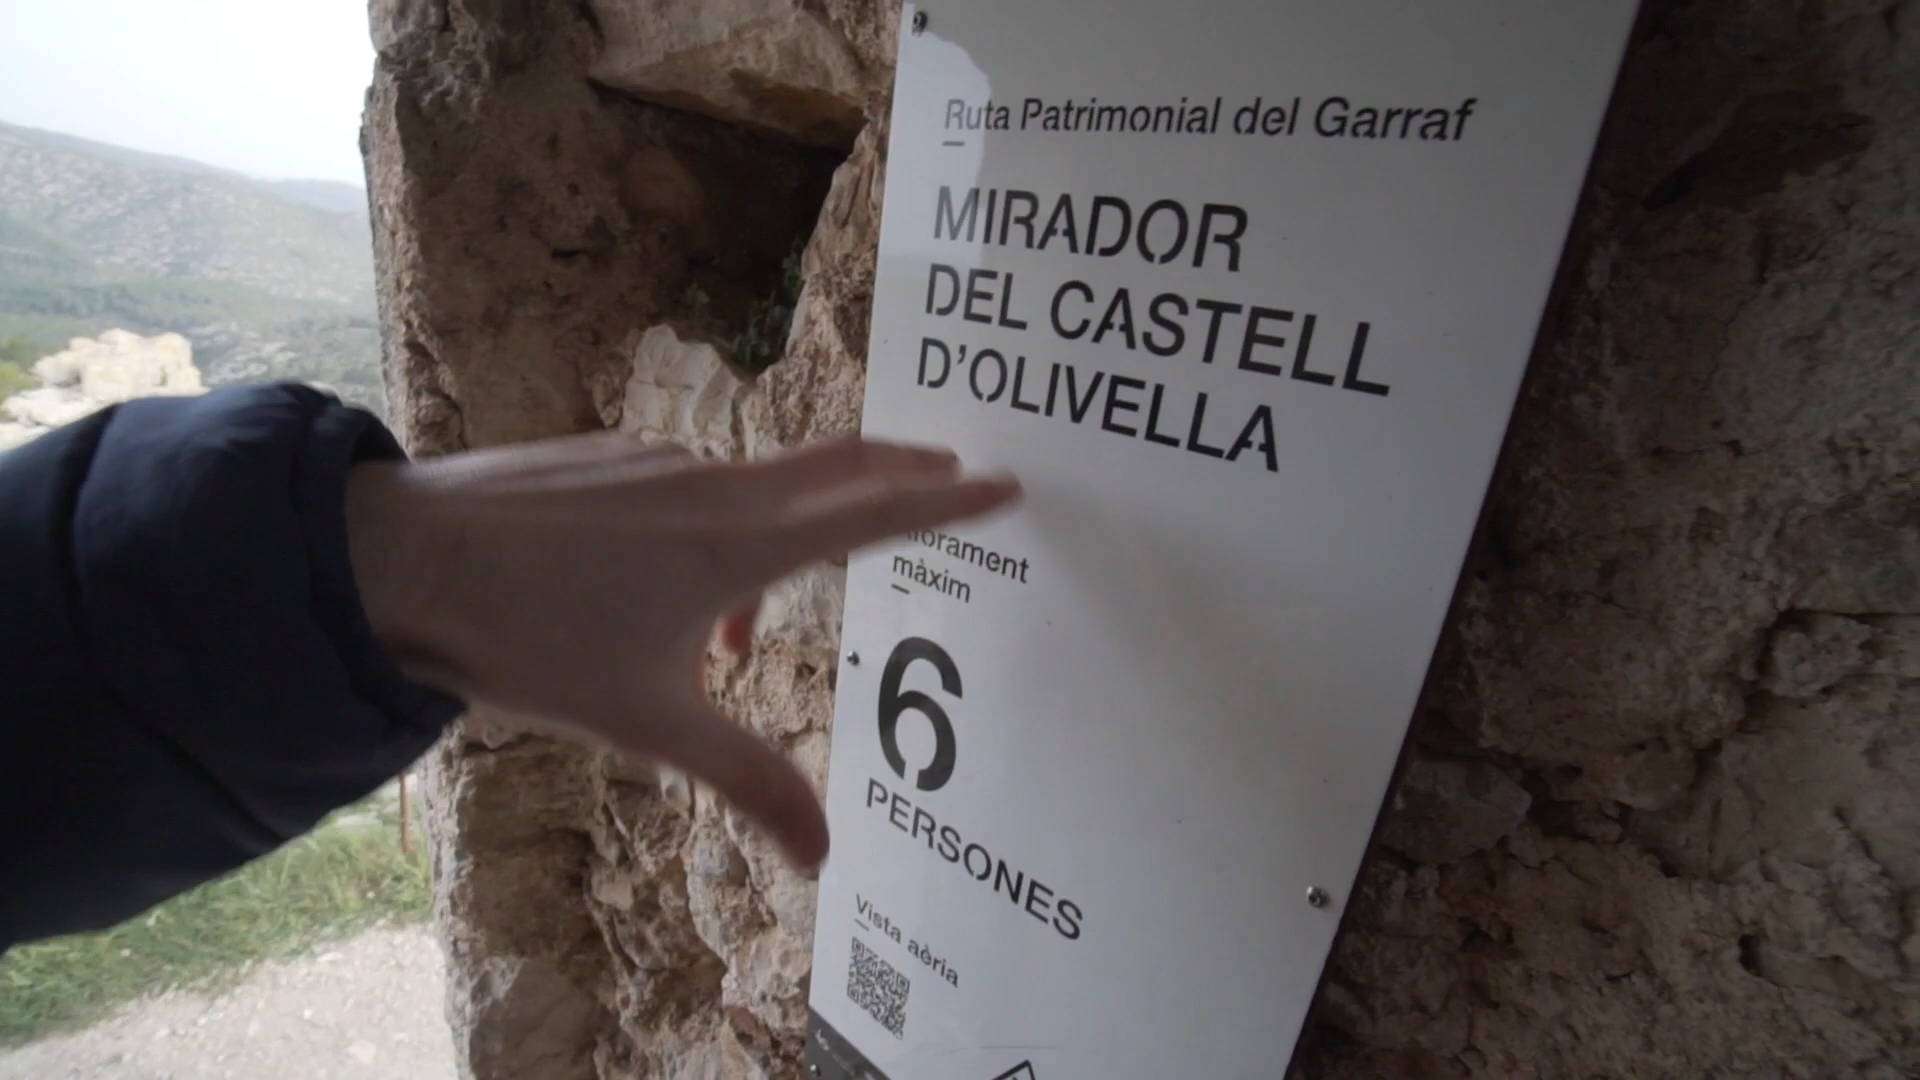 Ruta Patrimonial del Garraf
MIRADOR
DEL CASTELL
D'OLIVELLA
màxim
6
PERSONES
Vista aèria